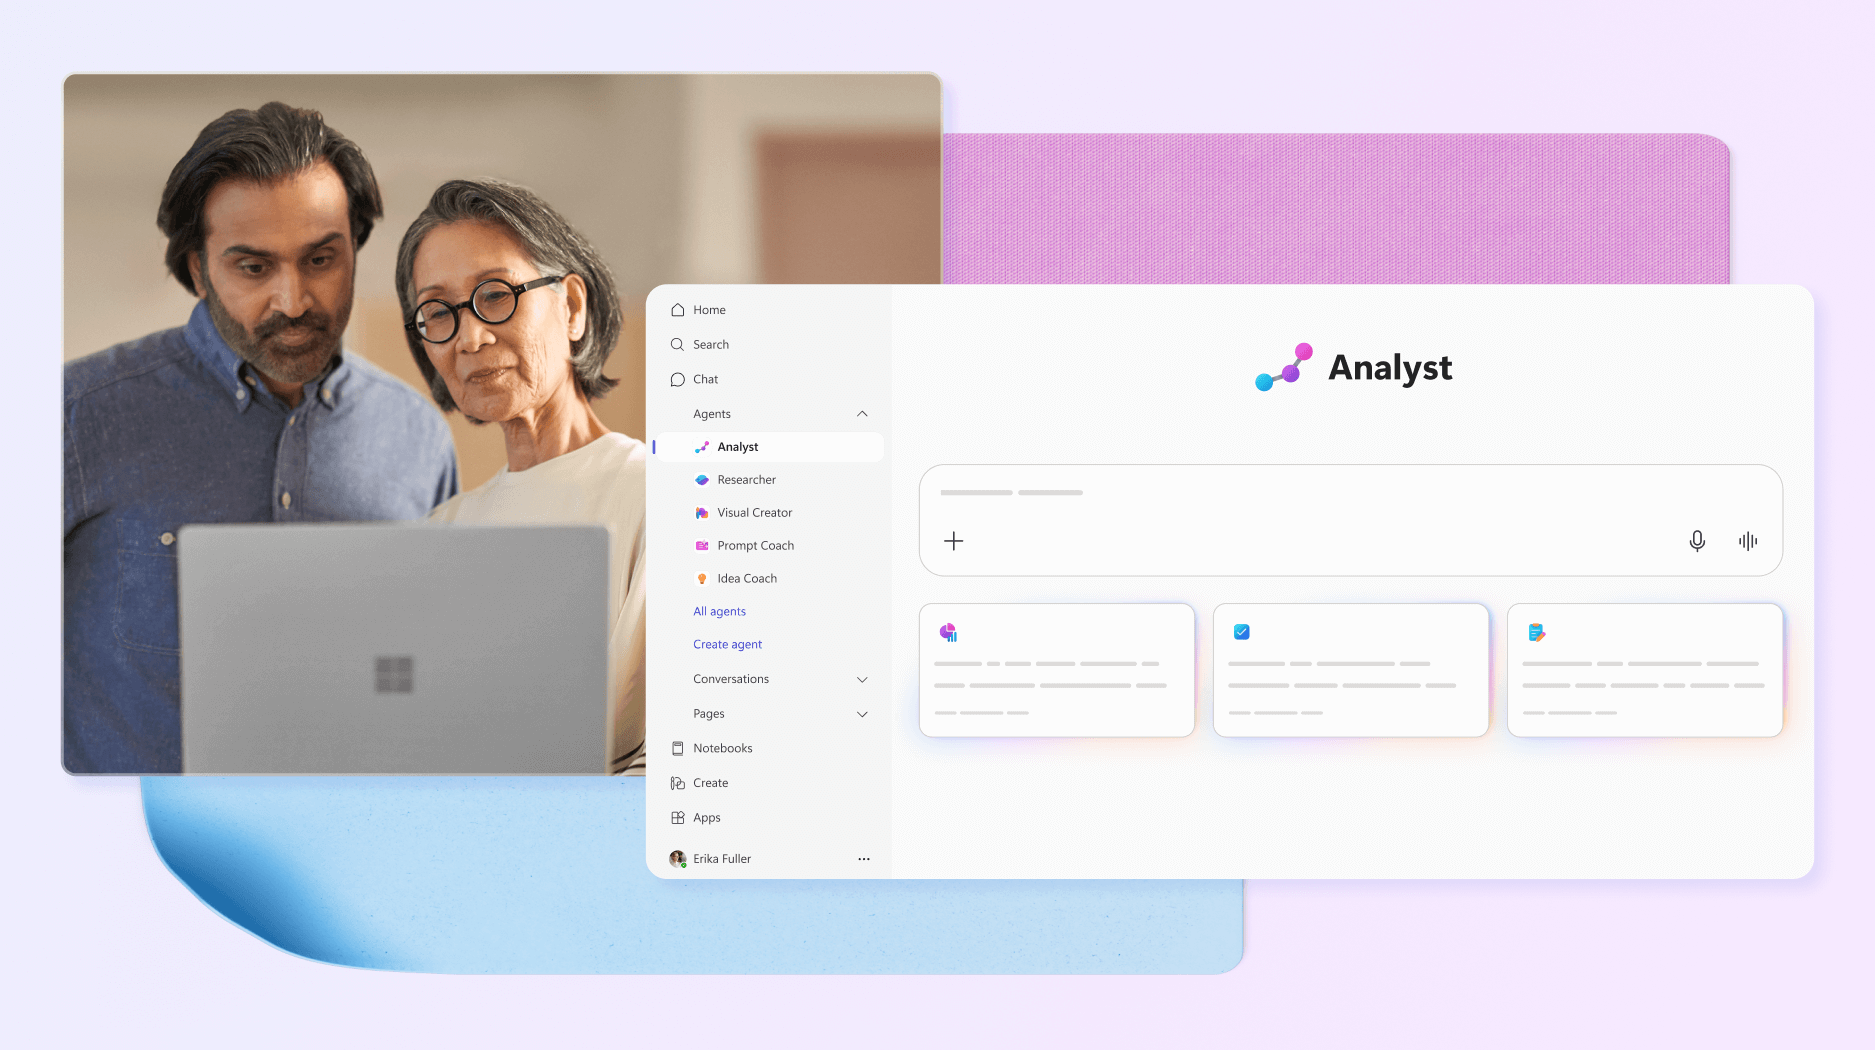 Home
Search
Chat
Agents
Analyst
Researcher
Visual Creator
Prompt Coach
Idea Coach
All agents
Create agent
Conversations
Pages
Notebooks
Create
Apps
Erika Fuller
Analyst